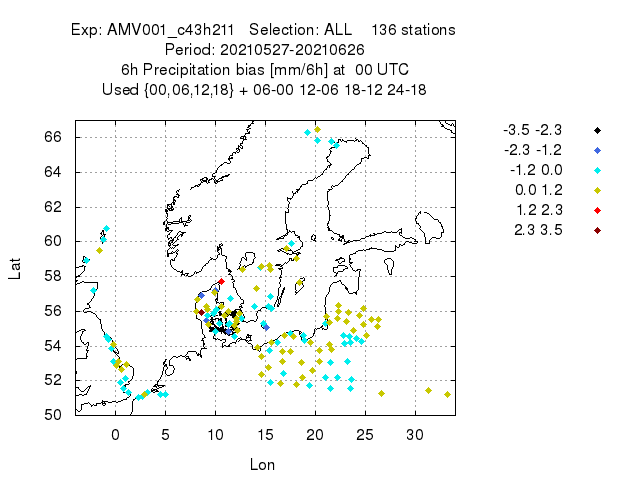 Exp: AMV001_c43h211 Selection: ALL 136 stations
Period: 20210527-20210626
6h Precipitation bias [mm/6h] at 00 UTC
Used {00,06,12,18} + 06-00 12-06 18-12 24-18
-3.5 -2.3
-2.3 -1.2
-1.2 0.0
0.0 1.2
1.2 2.3
2.3 3.5
66
64
62
60
58
56
54
52
50
Lat
0 5 10 15 20 25 30
Lon